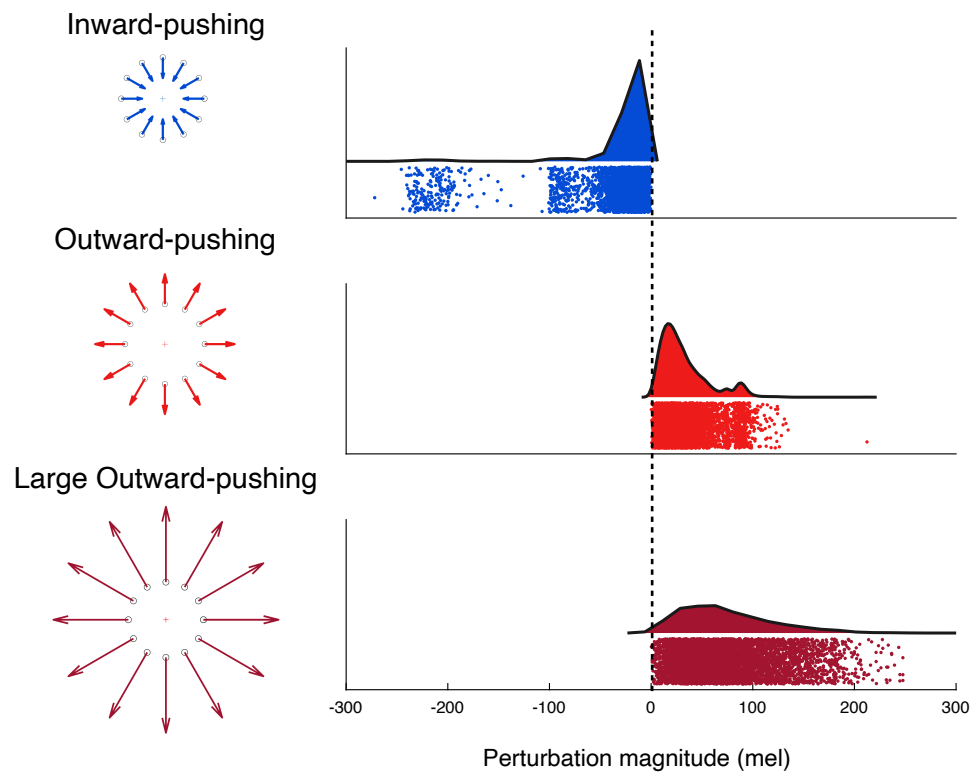 Inward-pushing
Outward-pushing
Large Outward-pushing
-300 -200 -100 0 100 200 300
Perturbation magnitude (mel)